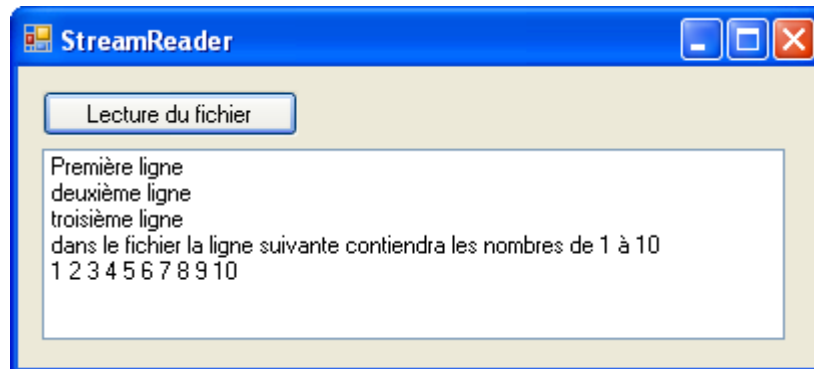 StreamReader
Lecture du fichier
Première ligne
deuxième ligne
troisième ligne
dans le fichier la ligne suivante contiendra les nombres de 1 à 10
1 2 3 4 5 6 7 8 9 10